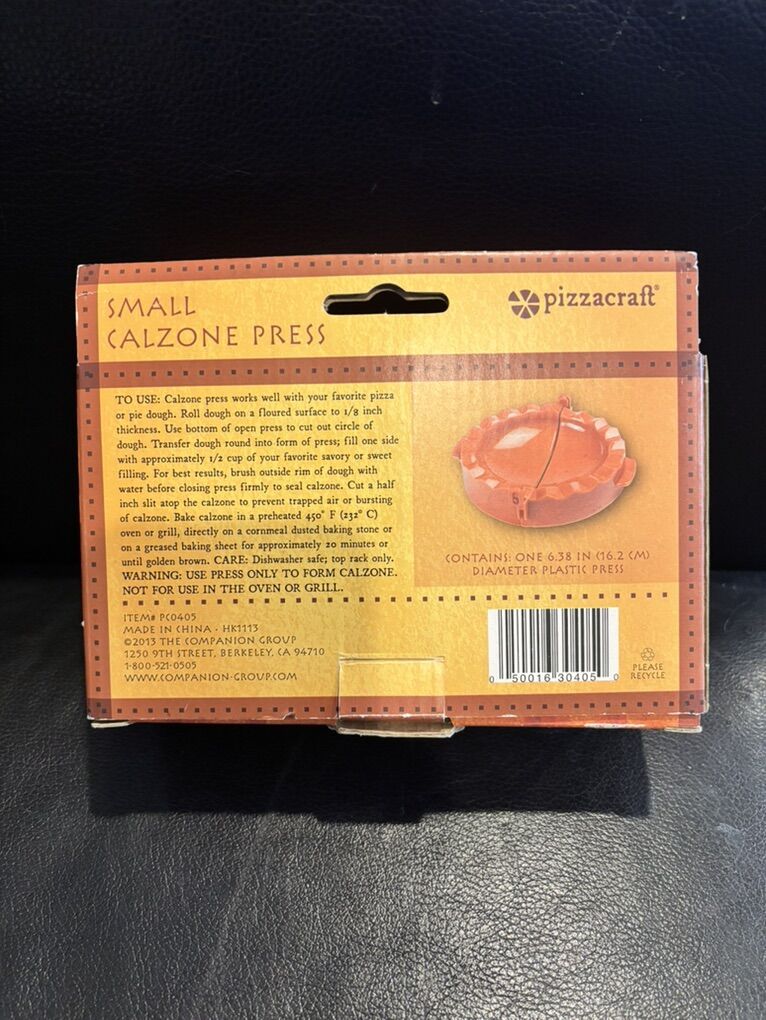 SMALL
CALZONE PRESS
pizzacraft®
TO USE: Calzone press works well with your favorite pizza
or pie dough. Roll dough on a floured surface to 1/8 inch
thickness. Use bottom of open press to cut out circle of
dough. Transfer dough round into form of press; fill one side
with approximately 1/2 cup of your favorite savory or sweet
filling. For best results, brush outside rim of dough with
water before closing press firmly to seal calzone. Cut a half
inch slit atop the calzone to prevent trapped air or bursting
of calzone. Bake calzone in a preheated 450° F (232° C)
oven or grill, directly on a cornmeal dusted baking stone or
on a greased baking sheet for approximately 20 minutes or
until golden brown. CARE: Dishwasher safe; top rack only.
WARNING: USE PRESS ONLY TO FORM CALZONE.
NOT FOR USE IN THE OVEN OR GRILL.
CONTAINS: ONE 6.38 IN (16.2 CM)
DIAMETER PLASTIC PRESS
ITEM# PC0405
MADE IN CHINA · HK1113
©2013 THE COMPANION GROUP
1250 9TH STREET, BERKELEY, CA 94710
1-800-521-0505
WWW.COMPANION-GROUP.COM
0 50016 30405 0
PLEASE
RECYCLE